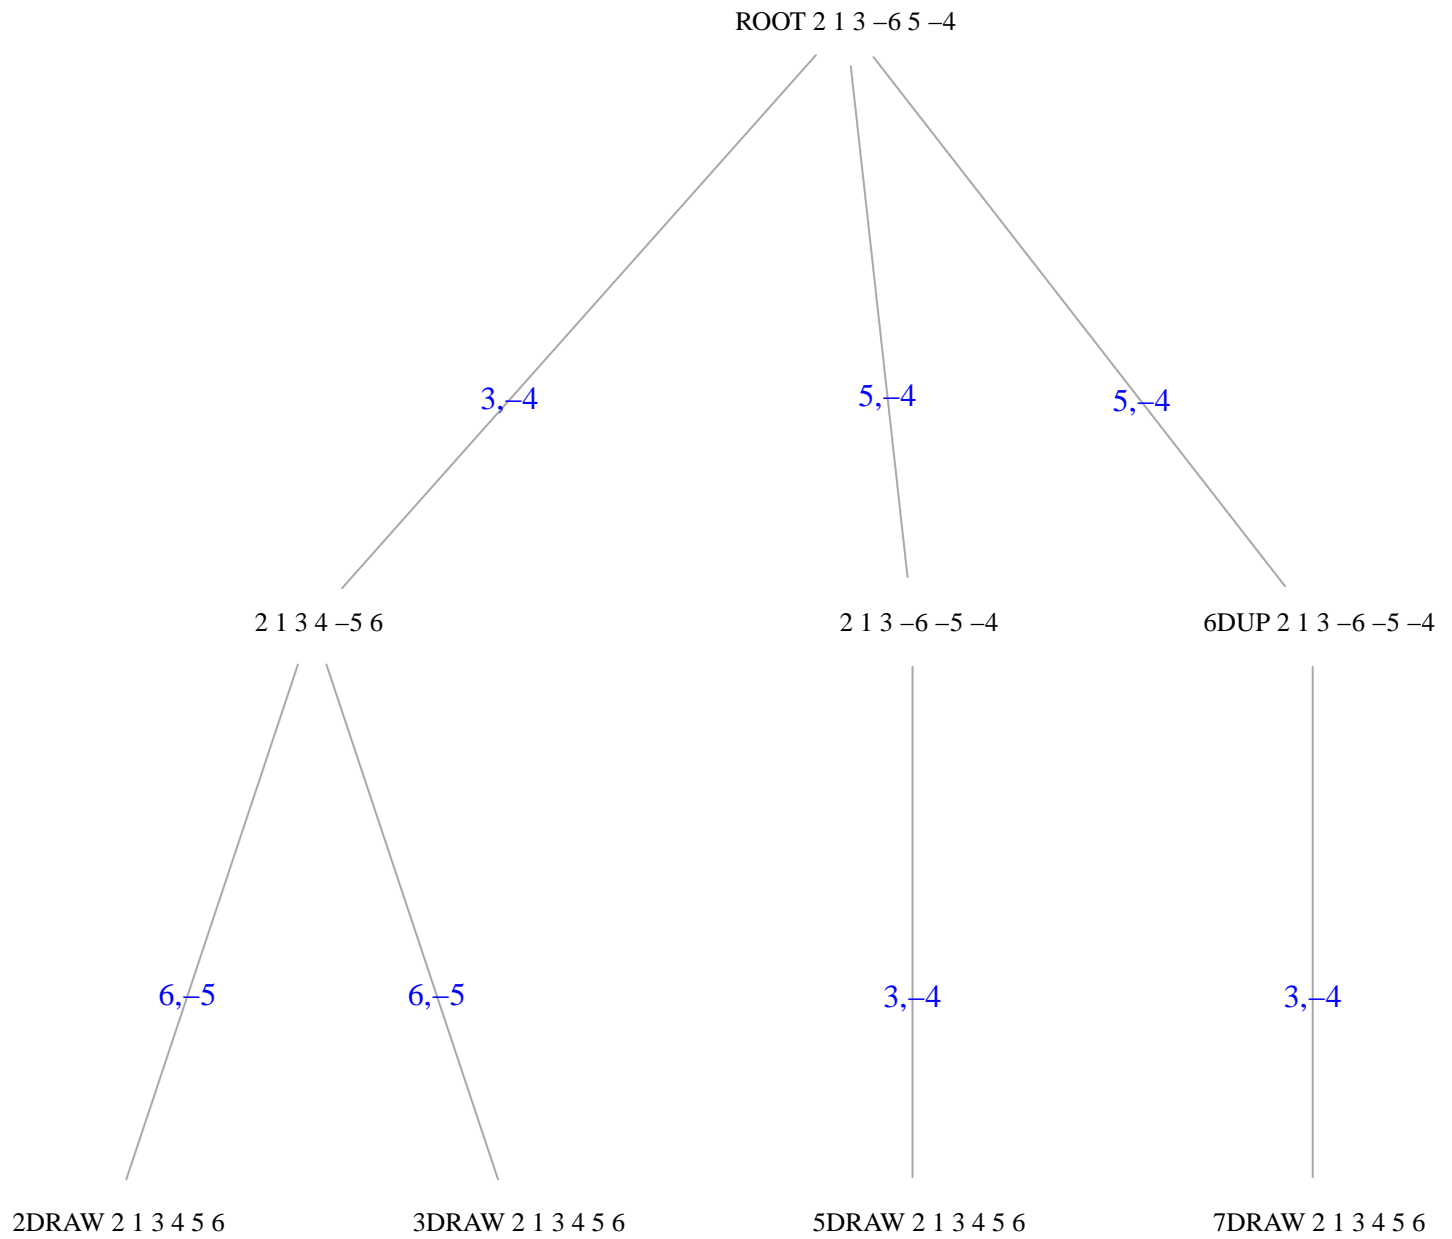 ROOT 2 1 3 –6 5 –4
3,–4
5,–4
5,–4
2 1 3 4 –5 6
2 1 3 –6 –5 –4
6DUP 2 1 3 –6 –5 –4
6,–5
6,–5
3,–4
3,–4
2DRAW 2 1 3 4 5 6
3DRAW 2 1 3 4 5 6
5DRAW 2 1 3 4 5 6
7DRAW 2 1 3 4 5 6